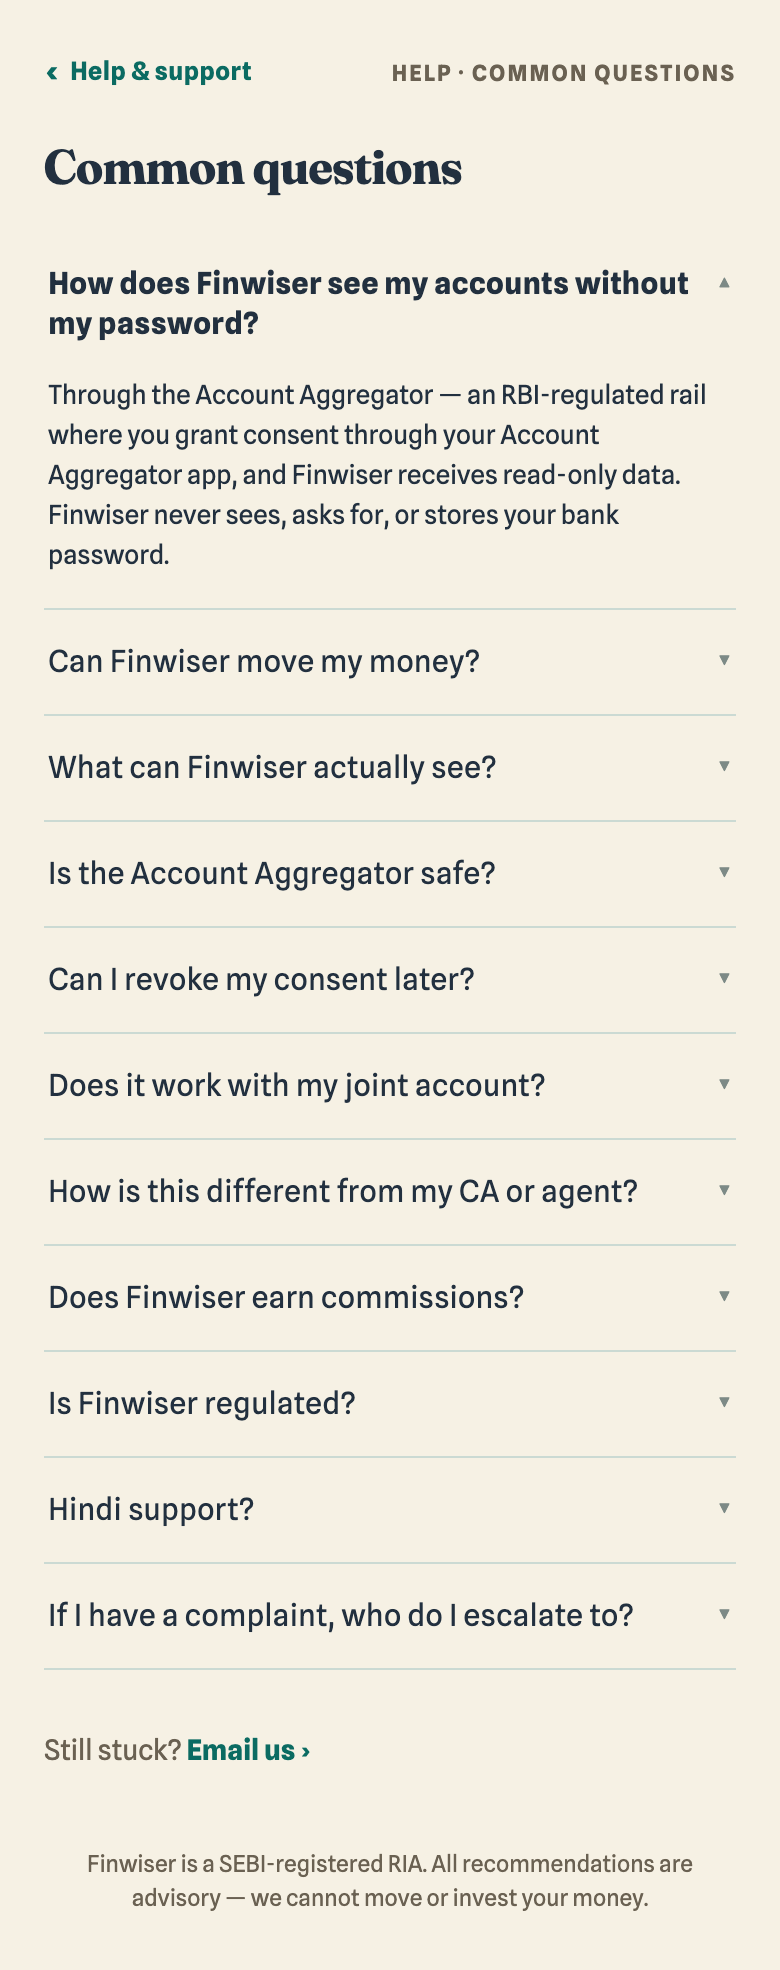 ‹ Help & support
HELP · COMMON QUESTIONS
Common questions
How does Finwiser see my accounts without
my password?
Through the Account Aggregator — an RBI-regulated rail
where you grant consent through your Account
Aggregator app, and Finwiser receives read-only data.
Finwiser never sees, asks for, or stores your bank
password.
Can Finwiser move my money?
What can Finwiser actually see?
Is the Account Aggregator safe?
Can I revoke my consent later?
Does it work with my joint account?
How is this different from my CA or agent?
Does Finwiser earn commissions?
Is Finwiser regulated?
Hindi support?
If I have a complaint, who do I escalate to?
Still stuck? Email us ›
Finwiser is a SEBI-registered RIA. All recommendations are
advisory — we cannot move or invest your money.